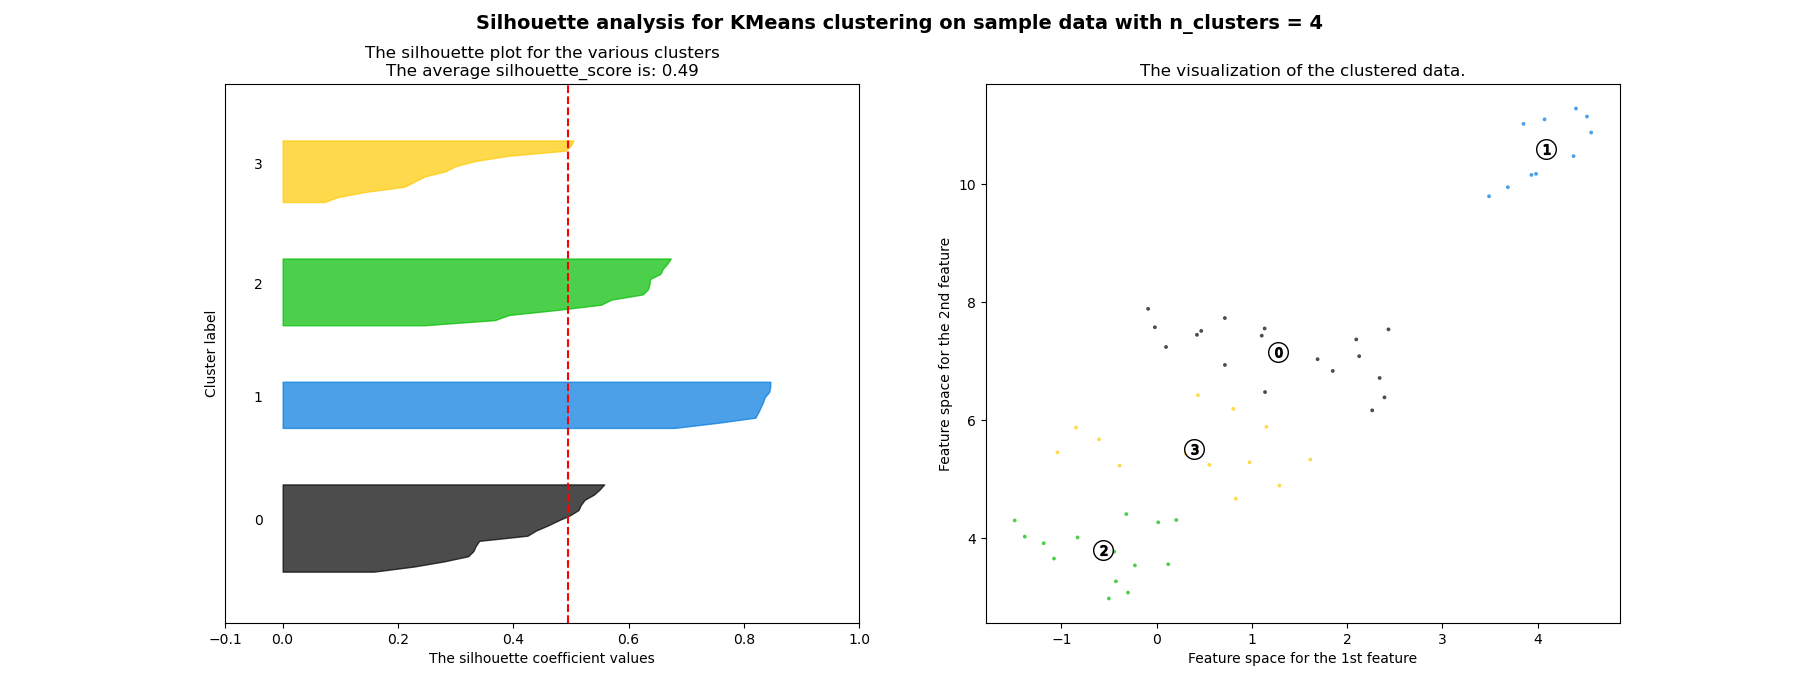 Silhouette analysis for KMeans clustering on sample data with n_clusters = 4
The silhouette plot for the various clusters
The average silhouette_score is: 0.49
3
2
1
0
Cluster label
−0.1 0.0 0.2 0.4 0.6 0.8 1.0
The silhouette coefficient values
The visualization of the clustered data.
10
8
6
4
Feature space for the 2nd feature
1
0
3
2
−1 0 1 2 3 4
Feature space for the 1st feature